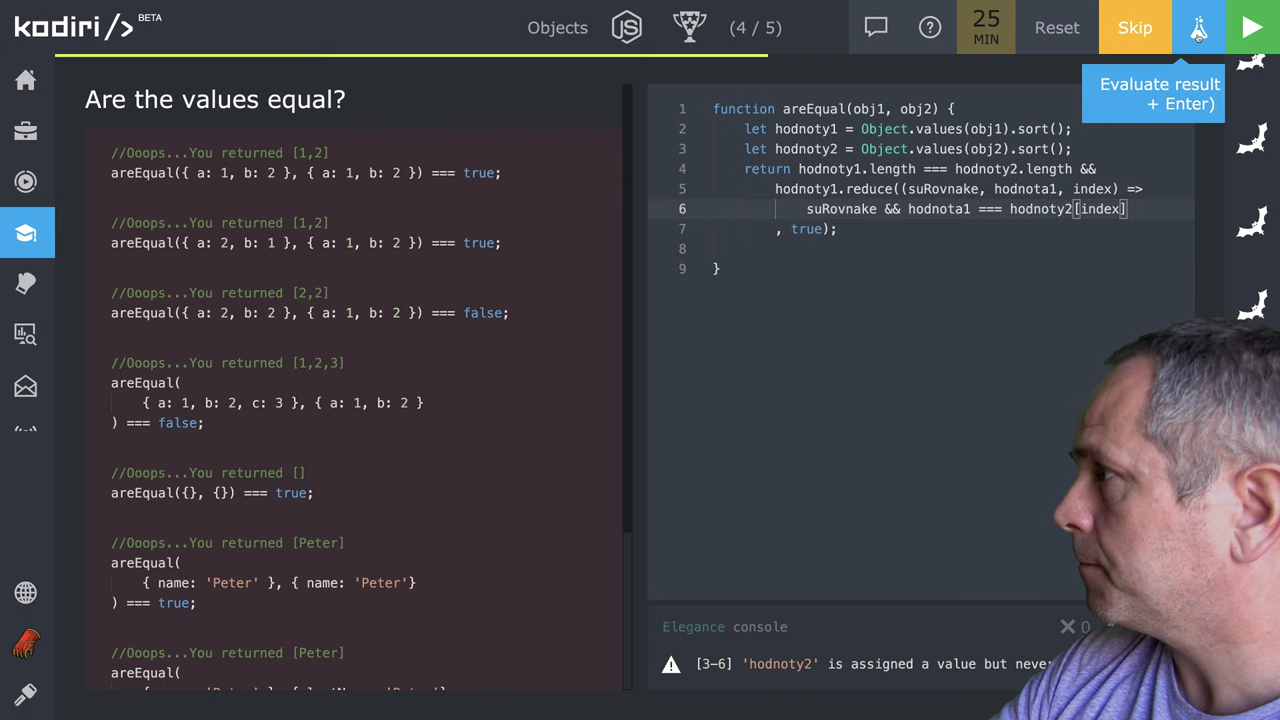 kodiri/> BETA
Objects
JS
(4 / 5)
25
MIN
Reset
Skip
Evaluate result
+ Enter)
Are the values equal?
//Ooops...You returned [1,2]
areEqual({ a: 1, b: 2 }, { a: 1, b: 2 }) === true;
//Ooops...You returned [1,2]
areEqual({ a: 2, b: 1 }, { a: 1, b: 2 }) === true;
//Ooops...You returned [2,2]
areEqual({ a: 2, b: 2 }, { a: 1, b: 2 }) === false;
//Ooops...You returned [1,2,3]
areEqual(
{ a: 1, b: 2, c: 3 }, { a: 1, b: 2 }
) === false;
//Ooops...You returned []
areEqual({}, {}) === true;
//Ooops...You returned [Peter]
areEqual(
{ name: 'Peter' }, { name: 'Peter'}
) === true;
//Ooops...You returned [Peter]
areEqual(
1 function areEqual(obj1, obj2) {
2 let hodnoty1 = Object.values(obj1).sort();
3 let hodnoty2 = Object.values(obj2).sort();
4 return hodnoty1.length === hodnoty2.length &&
5 hodnoty1.reduce((suRovnake, hodnota1, index) =>
6 suRovnake && hodnota1 === hodnoty2[index]
7 , true);
8
9 }
Elegance console
0
[3-6] 'hodnoty2' is assigned a value but neve